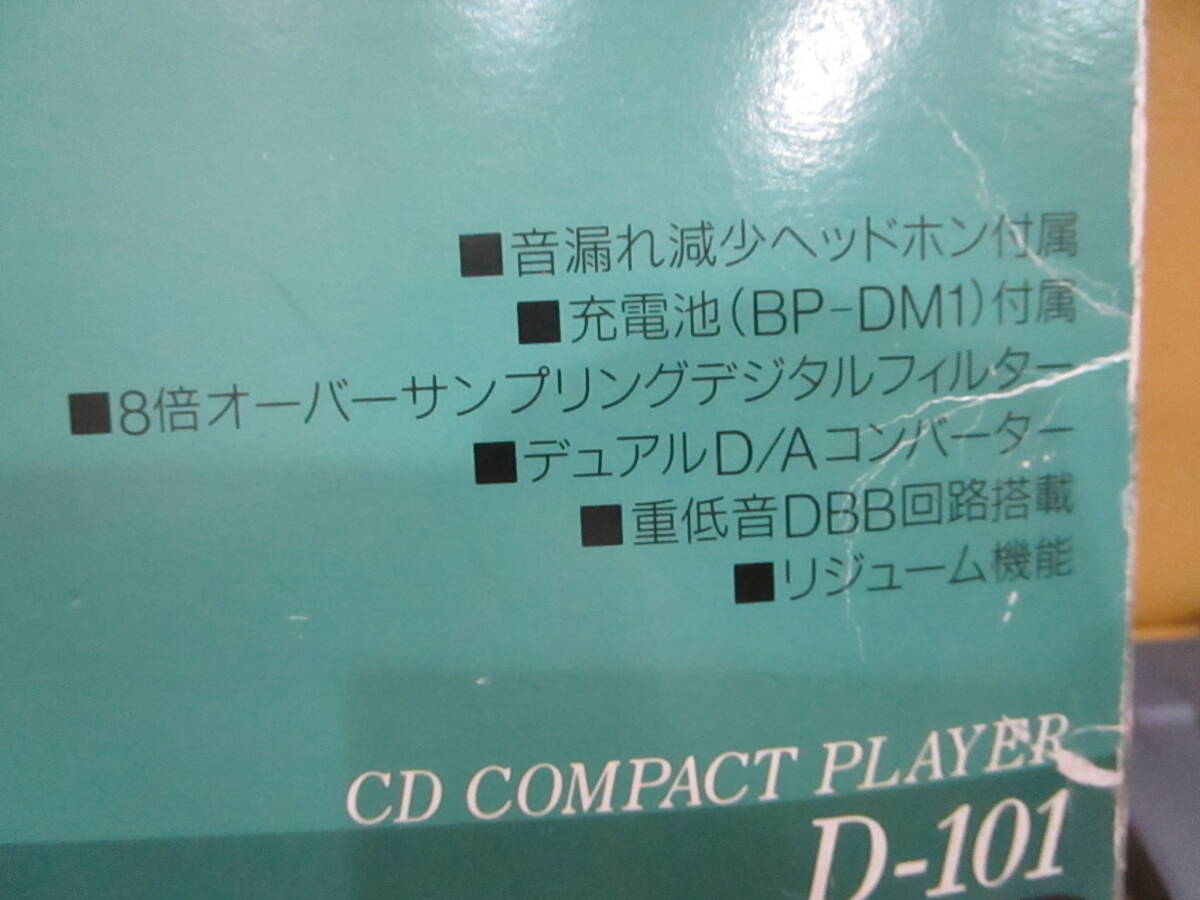 ■音漏れ減少ヘッドホン付属
■充電池(BP-DM1)付属
■8倍オーバーサンプリングデジタルフィルター
■デュアルD/Aコンバーター
■重低音DBB回路搭載
■リジューム機能
CD COMPACT PLAYER
D-101